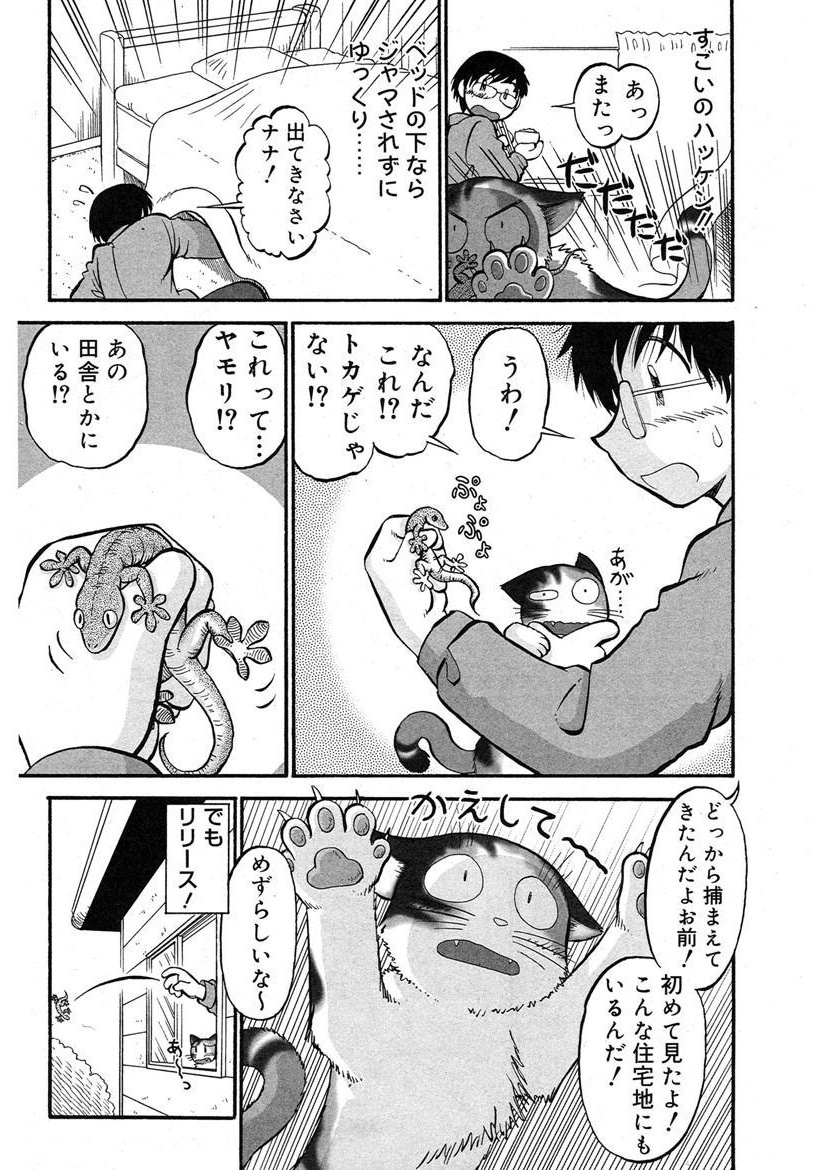 すごいのハッケン!!
あっ
またっ
だだだだだ
ベッドの下なら
ジャマされずに
ゆっくり……
出てきなさい
ナナ!
うわ!
なんだ
これ!?
トカゲじゃ
ない!?
ぷょ
ぷょ
あが……
これって…
ヤモリ!?
あの
田舎とかに
いる!?
どっから捕まえて
きたんだよお前!
初めて見たよ!
こんな住宅地にも
いるんだ!
かえして〜
めずらしいな〜
でも
リリース!
あ〜っ